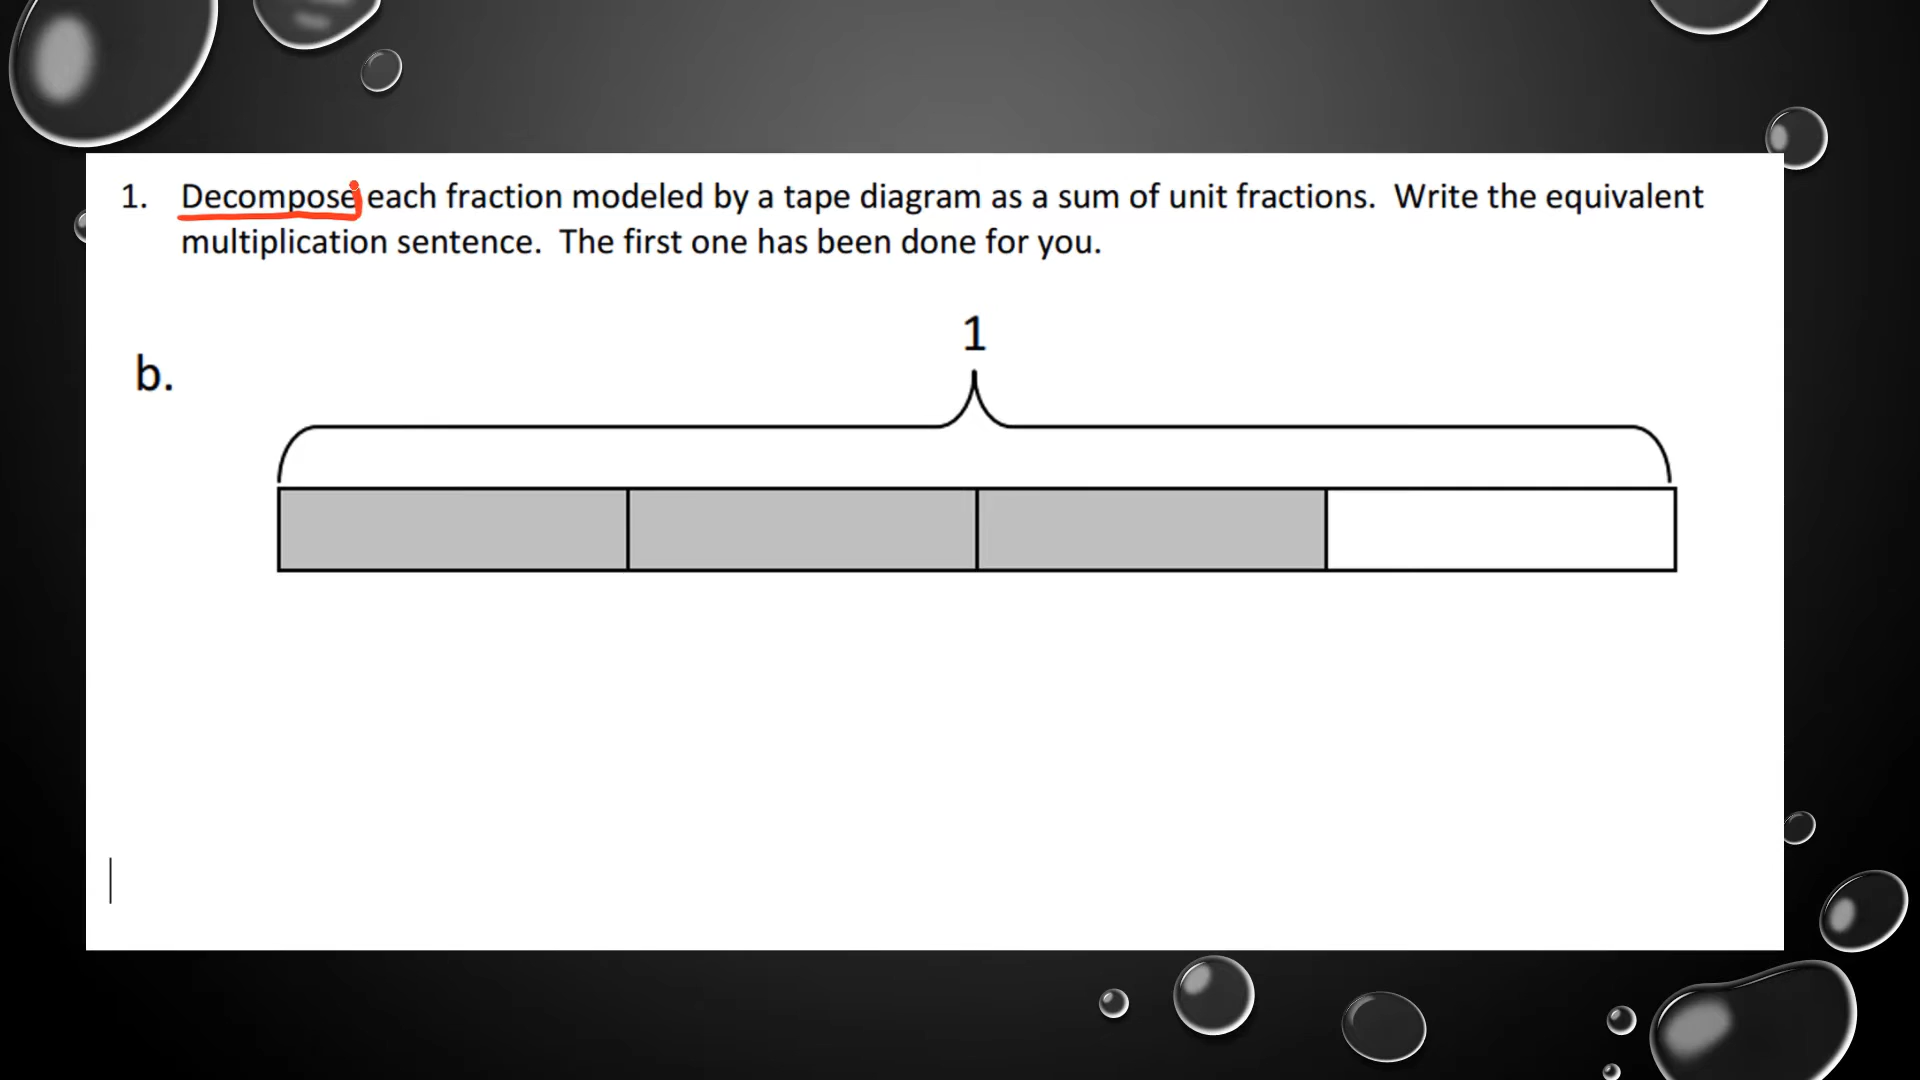 1. Decompose each fraction modeled by a tape diagram as a sum of unit fractions. Write the equivalent
multiplication sentence. The first one has been done for you.
1
b.